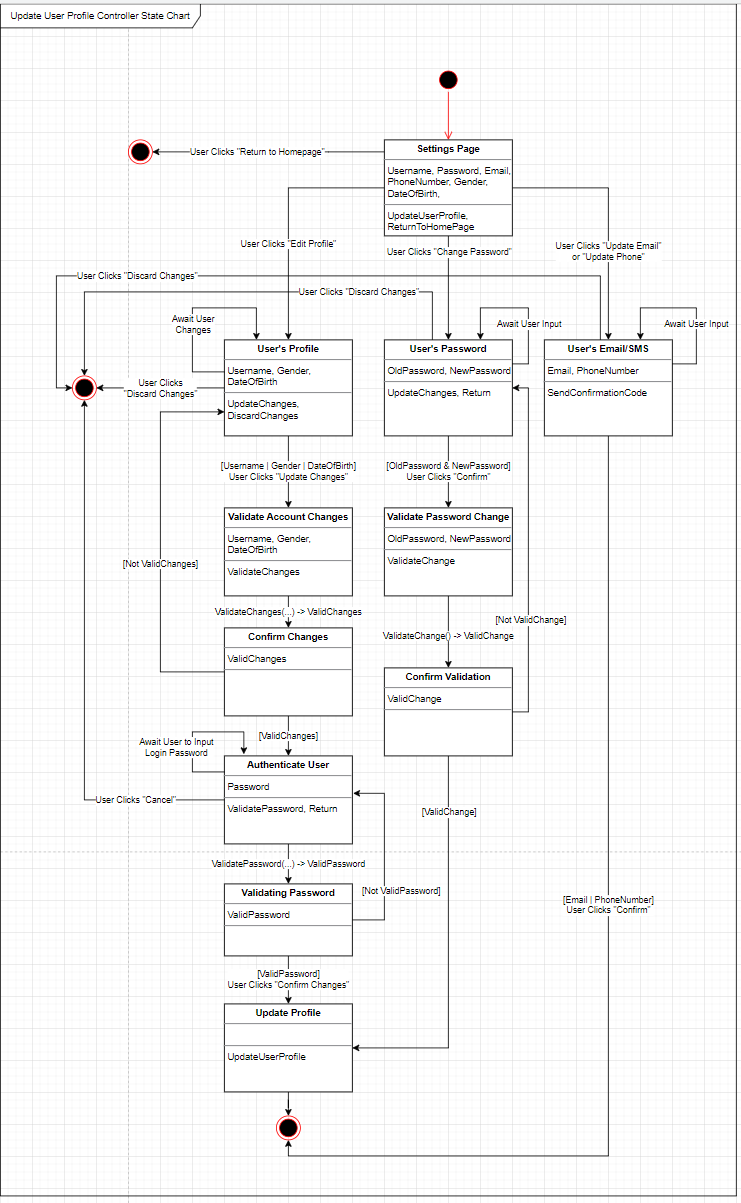 Update User Profile Controller State Chart
Settings Page
User Clicks "Return to Homepage"
Username, Password, Email,
PhoneNumber, Gender,
DateOfBirth,
UpdateUserProfile,
ReturnToHomePage
User Clicks "Edit Profile"
User Clicks "Change Password"
User Clicks "Update Email"
or "Update Phone"
User Clicks "Discard Changes"
User Clicks "Discard Changes"
Await User
Changes
Await User Input
Await User Input
User's Profile
Username, Gender,
DateOfBirth
UpdateChanges,
DiscardChanges
User's Password
OldPassword, NewPassword
UpdateChanges, Return
User's Email/SMS
Email, PhoneNumber
SendConfirmationCode
User Clicks
"Discard Changes"
[Username | Gender | DateOfBirth]
User Clicks "Update Changes"
[OldPassword & NewPassword]
User Clicks "Confirm"
Validate Account Changes
Username, Gender,
DateOfBirth
ValidateChanges
Validate Password Change
OldPassword, NewPassword
ValidateChange
[Not ValidChanges]
ValidateChanges(...) -> ValidChanges
[Not ValidChange]
ValidateChange() -> ValidChange
Confirm Changes
ValidChanges
Confirm Validation
ValidChange
[ValidChanges]
Await User to Input
Login Password
Authenticate User
Password
ValidatePassword, Return
User Clicks "Cancel"
[ValidChange]
ValidatePassword(...) -> ValidPassword
Validating Password
ValidPassword
[Not ValidPassword]
[Email | PhoneNumber]
User Clicks "Confirm"
[ValidPassword]
User Clicks "Confirm Changes"
Update Profile
UpdateUserProfile